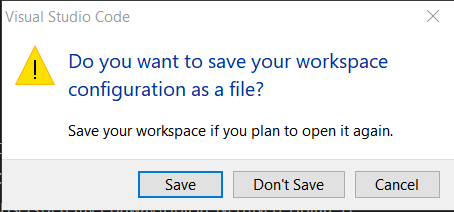 Visual Studio Code
Do you want to save your workspace
configuration as a file?
Save your workspace if you plan to open it again.
Save
Don't Save
Cancel